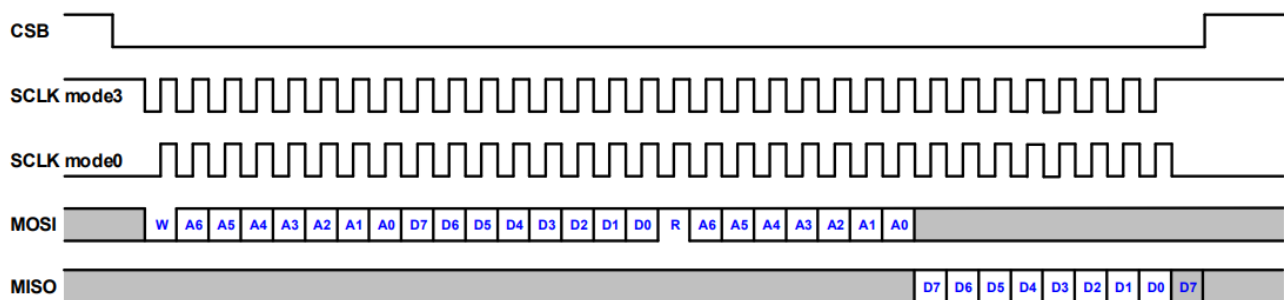 CSB
SCLK mode3
SCLK mode0
MOSI W A6 A5 A4 A3 A2 A1 A0 D7 D6 D5 D4 D3 D2 D1 D0 R A6 A5 A4 A3 A2 A1 A0
MISO D7 D6 D5 D4 D3 D2 D1 D0 D7